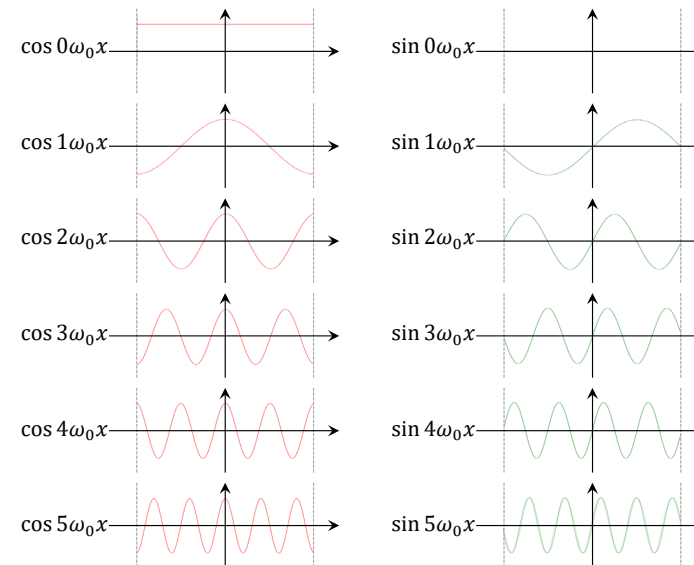 cos 0ω₀x sin 0ω₀x
cos 1ω₀x sin 1ω₀x
cos 2ω₀x sin 2ω₀x
cos 3ω₀x sin 3ω₀x
cos 4ω₀x sin 4ω₀x
cos 5ω₀x sin 5ω₀x